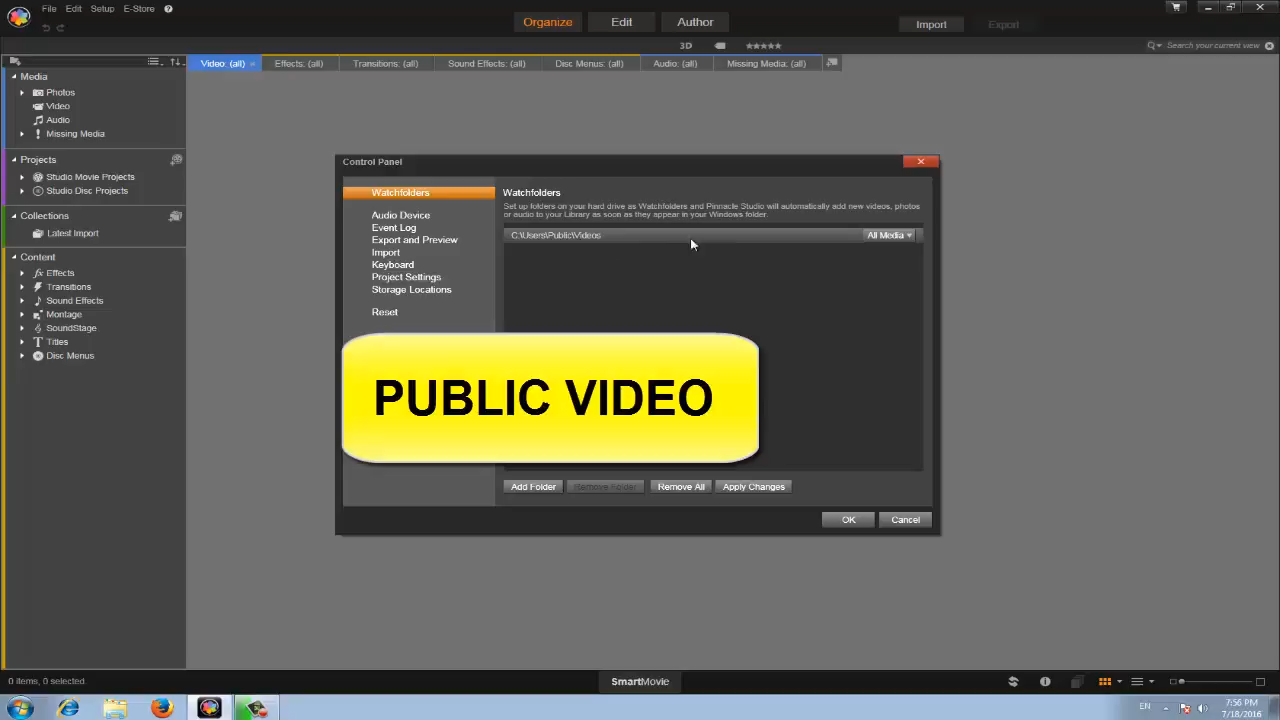 File Edit Setup E-Store
Organize Edit Author
Import Export
3D
Search your current view
Video: (all) Effects: (all) Transitions: (all) Sound Effects: (all) Disc Menus: (all) Audio: (all) Missing Media: (all)
Media
Photos
Video
Audio
Missing Media
Projects
Studio Movie Projects
Studio Disc Projects
Collections
Latest Import
Content
Effects
Transitions
Sound Effects
Montage
SoundStage
Titles
Disc Menus
Control Panel
Watchfolders
Audio Device
Event Log
Export and Preview
Import
Keyboard
Project Settings
Storage Locations
Reset
Watchfolders
Set up folders on your hard drive as Watchfolders and Pinnacle Studio will automatically add new videos, photos
or audio to your Library as soon as they appear in your Windows folder.
C:\Users\Public\Videos All Media
PUBLIC VIDEO
Add Folder Remove Folder Remove All Apply Changes
OK Cancel
0 items, 0 selected.
SmartMovie
EN
7:56 PM
7/18/2016